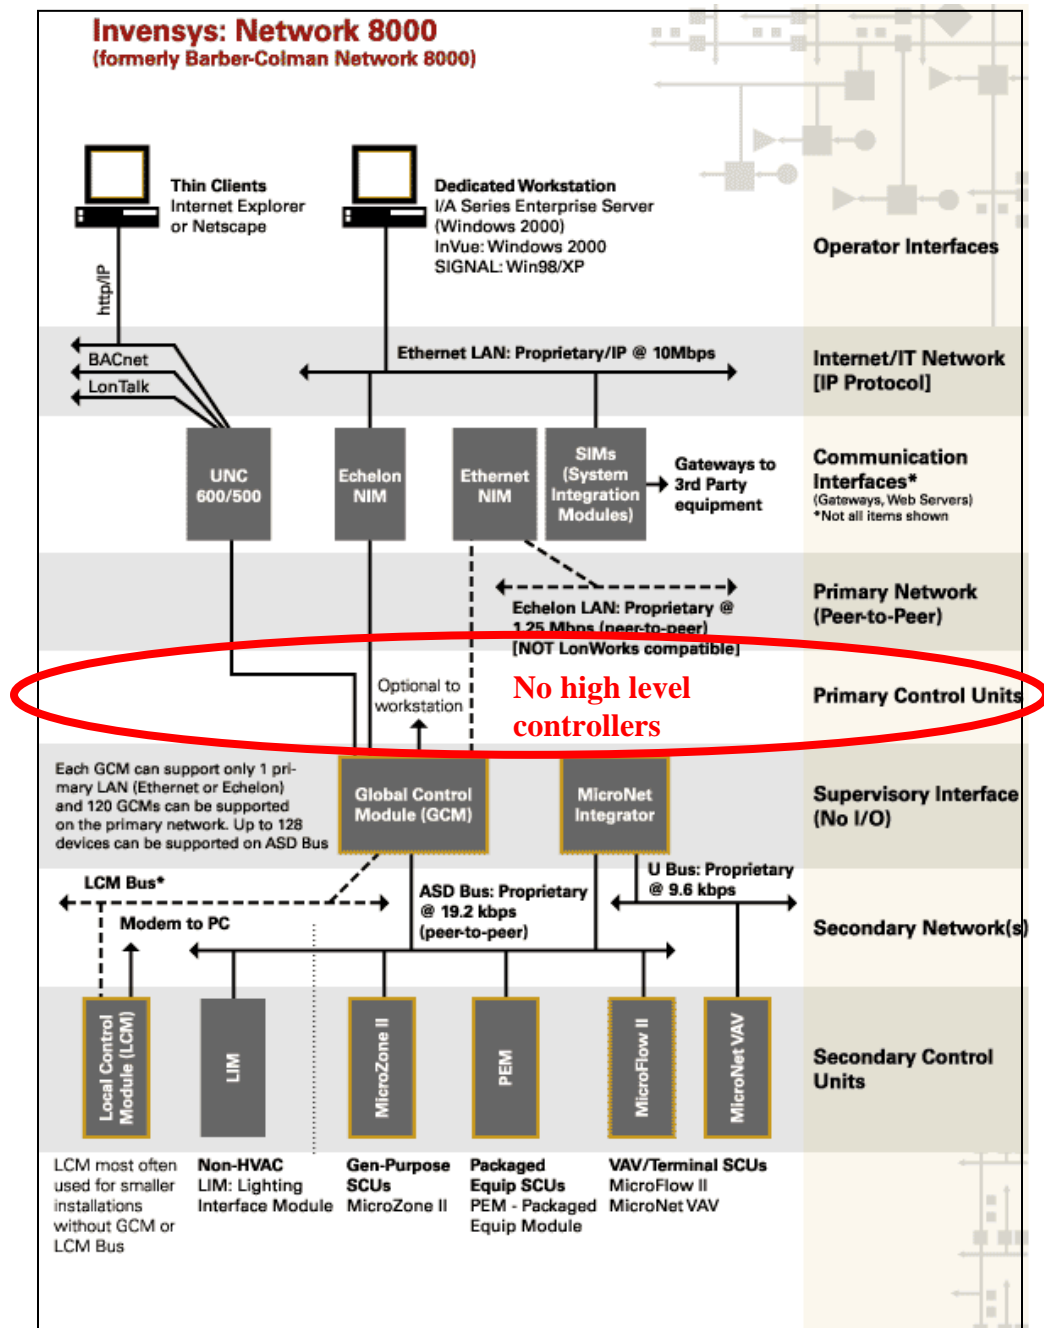 Invensys: Network 8000
(formerly Barber-Colman Network 8000)
Thin Clients
Internet Explorer
or Netscape
Dedicated Workstation
I/A Series Enterprise Server
(Windows 2000)
InVue: Windows 2000
SIGNAL: Win98/XP
Operator Interfaces
http/IP
BACnet
LonTalk
Ethernet LAN: Proprietary/IP @ 10Mbps
Internet/IT Network
[IP Protocol]
UNC
600/500
Echelon
NIM
Ethernet
NIM
SIMs
(System
Integration
Modules)
Gateways to
3rd Party
equipment
Communication
Interfaces*
(Gateways, Web Servers)
*Not all items shown
Echelon LAN: Proprietary @
1.25 Mbps (peer-to-peer)
[NOT LonWorks compatible]
Primary Network
(Peer-to-Peer)
Optional to
workstation
No high level
controllers
Primary Control Units
Each GCM can support only 1 pri-
mary LAN (Ethernet or Echelon)
and 120 GCMs can be supported
on the primary network. Up to 128
devices can be supported on ASD Bus
Global Control
Module (GCM)
MicroNet
Integrator
Supervisory Interface
(No I/O)
LCM Bus*
Modem to PC
ASD Bus: Proprietary
@ 19.2 kbps
(peer-to-peer)
U Bus: Proprietary
@ 9.6 kbps
Secondary Network(s)
Local Control
Module (LCM)
LIM
MicroZone II
PEM
MicroFlow II
MicroNet VAV
Secondary Control
Units
LCM most often
used for smaller
installations
without GCM or
LCM Bus
Non-HVAC
LIM: Lighting
Interface Module
Gen-Purpose
SCUs
MicroZone II
Packaged
Equip SCUs
PEM - Packaged
Equip Module
VAV/Terminal SCUs
MicroFlow II
MicroNet VAV